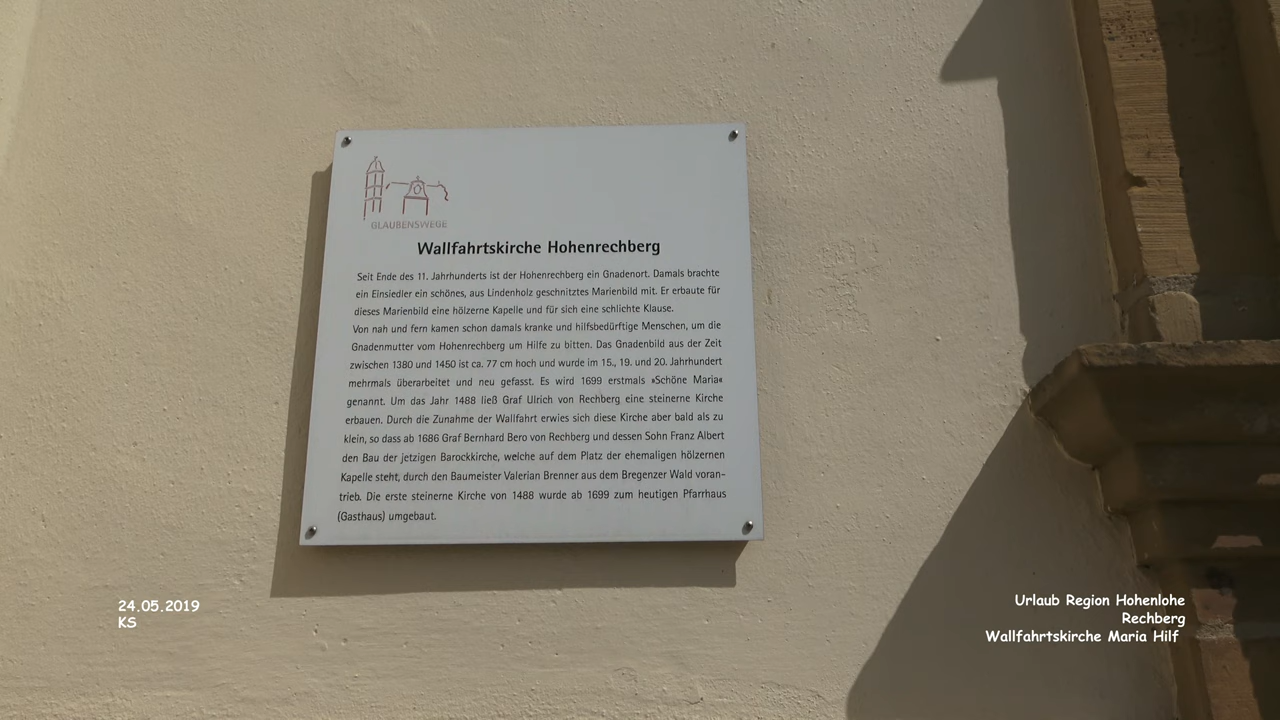 GLAUBENSWEGE
Wallfahrtskirche Hohenrechberg
Seit Ende des 11. Jahrhunderts ist der Hohenrechberg ein Gnadenort. Damals brachte
ein Einsiedler ein schönes, aus Lindenholz geschnitztes Marienbild mit. Er erbaute für
dieses Marienbild eine hölzerne Kapelle und für sich eine schlichte Klause.
Von nah und fern kamen schon damals kranke und hilfsbedürftige Menschen, um die
Gnadenmutter vom Hohenrechberg um Hilfe zu bitten. Das Gnadenbild aus der Zeit
zwischen 1380 und 1450 ist ca. 77 cm hoch und wurde im 15., 19. und 20. Jahrhundert
mehrmals überarbeitet und neu gefasst. Es wird 1699 erstmals »Schöne Maria«
genannt. Um das Jahr 1488 ließ Graf Ulrich von Rechberg eine steinerne Kirche
erbauen. Durch die Zunahme der Wallfahrt erwies sich diese Kirche aber bald als zu
klein, so dass ab 1686 Graf Bernhard Bero von Rechberg und dessen Sohn Franz Albert
den Bau der jetzigen Barockkirche, welche auf dem Platz der ehemaligen hölzernen
Kapelle steht, durch den Baumeister Valerian Brenner aus dem Bregenzer Wald voran-
trieb. Die erste steinerne Kirche von 1488 wurde ab 1699 zum heutigen Pfarrhaus
(Gasthaus) umgebaut.
24.05.2019
KS
Urlaub Region Hohenlohe
Rechberg
Wallfahrtskirche Maria Hilf